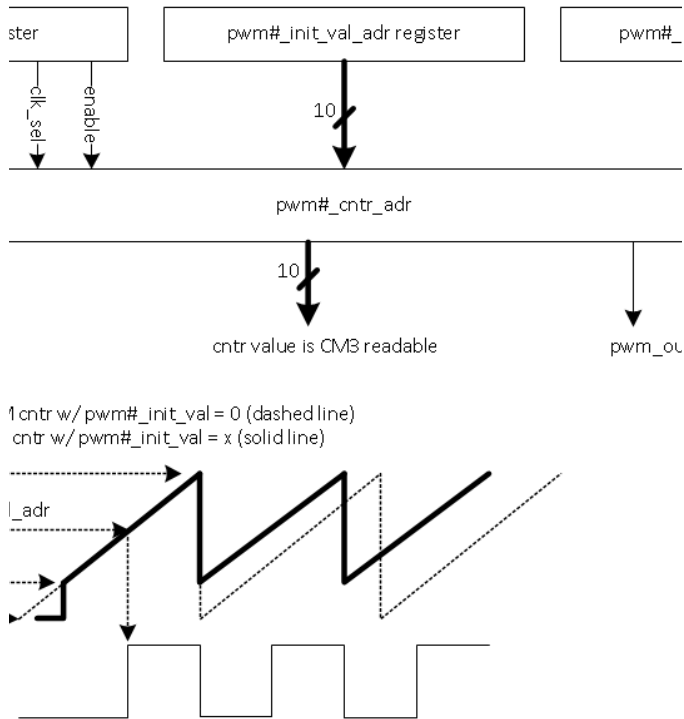 ster
pwm#_init_val_adr register
pwm#_
clk_sel
enable
10
pwm#_cntr_adr
10
cntr value is CM3 readable
pwm_ou
M cntr w/ pwm#_init_val = 0 (dashed line)
cntr w/ pwm#_init_val = x (solid line)
l_adr